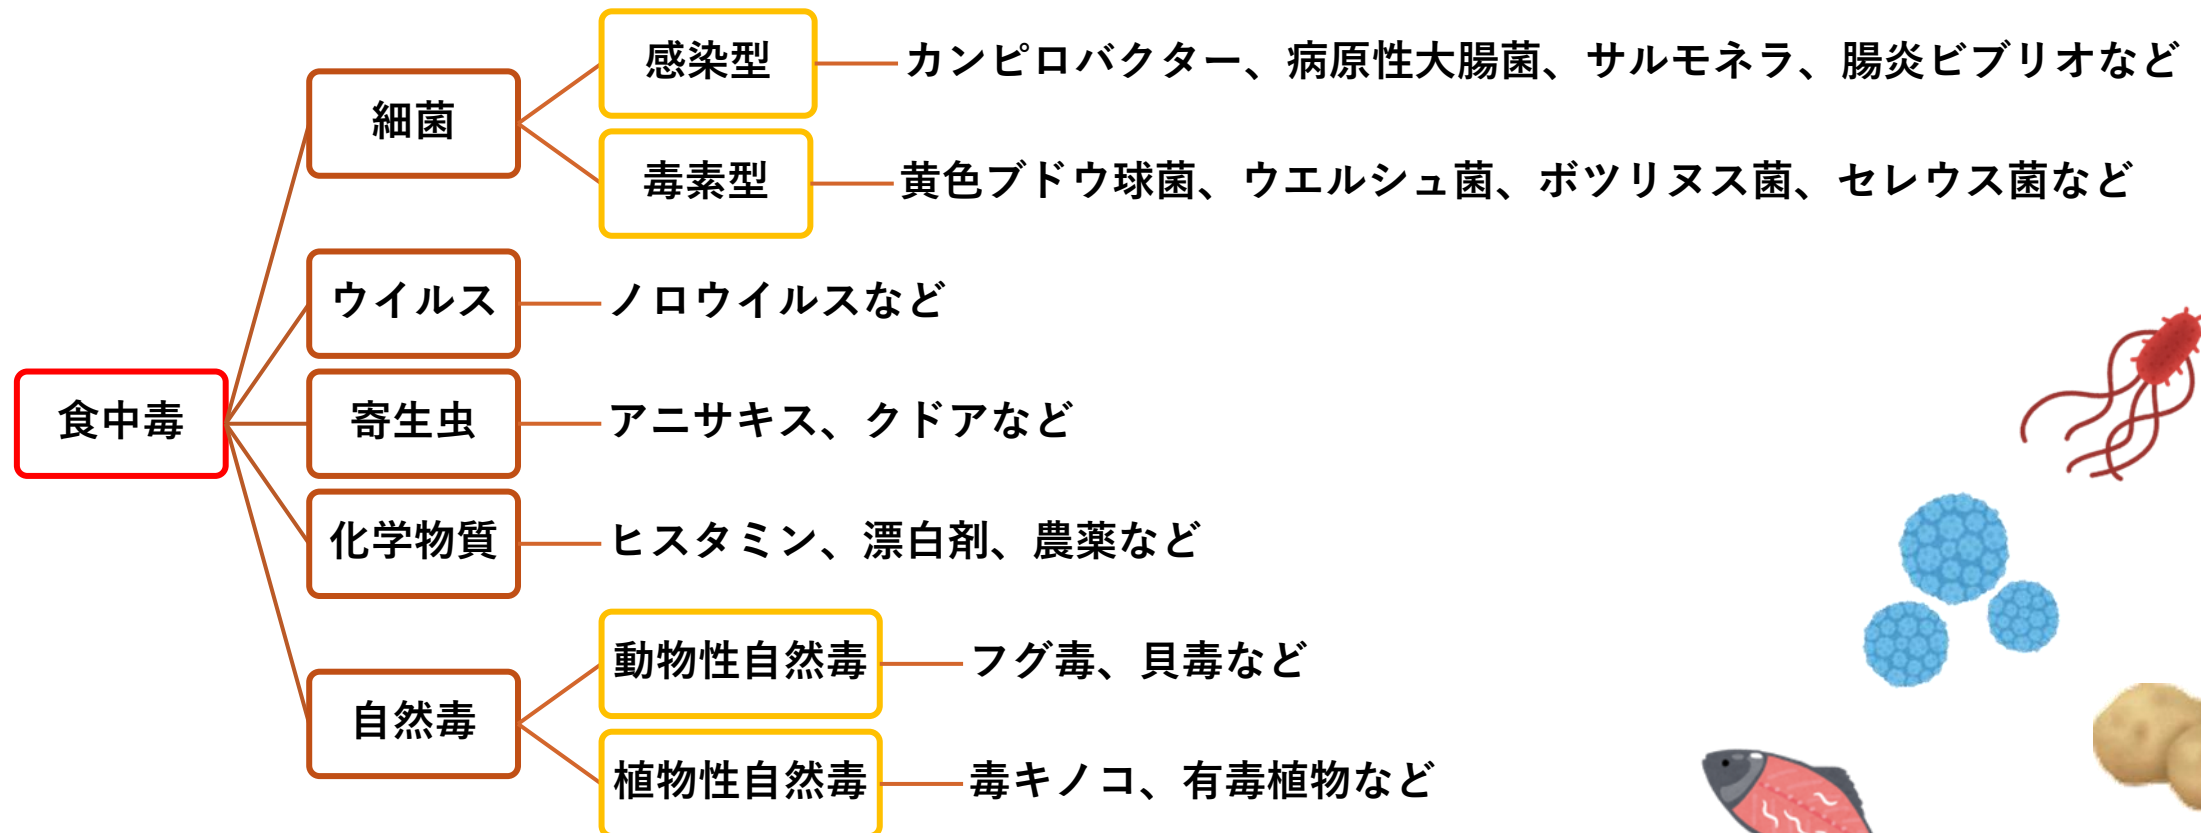 感染型
カンピロバクター、病原性大腸菌、サルモネラ、腸炎ビブリオなど
細菌
毒素型
黄色ブドウ球菌、ウエルシュ菌、ボツリヌス菌、セレウス菌など
ウイルス
ノロウイルスなど
食中毒
寄生虫
アニサキス、クドアなど
化学物質
ヒスタミン、漂白剤、農薬など
動物性自然毒
フグ毒、貝毒など
自然毒
植物性自然毒
毒キノコ、有毒植物など